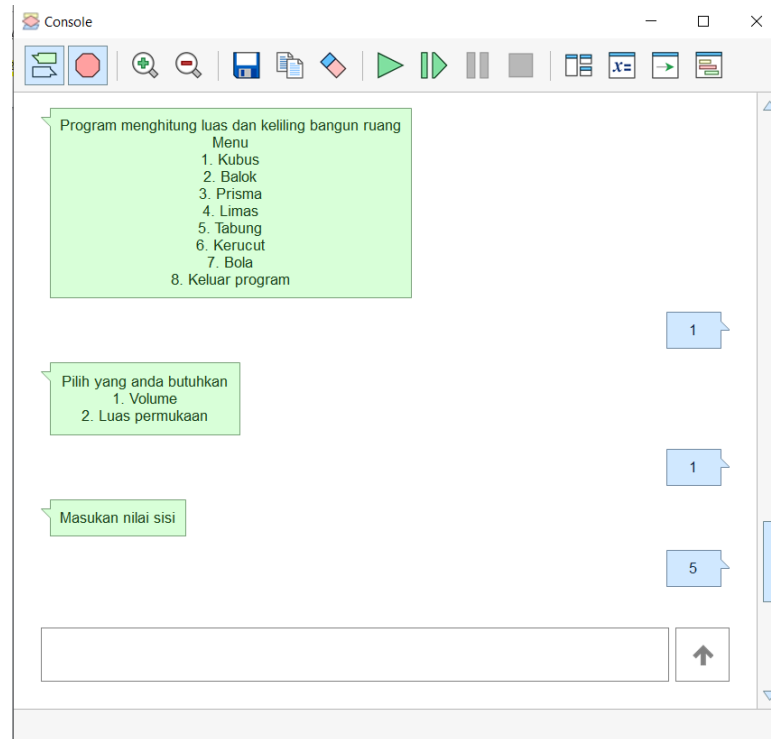 Console
x=
Program menghitung luas dan keliling bangun ruang
Menu
1. Kubus
2. Balok
3. Prisma
4. Limas
5. Tabung
6. Kerucut
7. Bola
8. Keluar program
1
Pilih yang anda butuhkan
1. Volume
2. Luas permukaan
1
Masukan nilai sisi
5